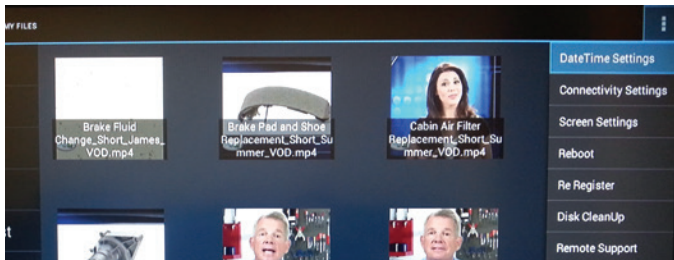 MY FILES
DateTime Settings
Connectivity Settings
Screen Settings
Reboot
Re Register
Disk CleanUp
Remote Support
Brake Fluid
Change_Short_James_
VOD.mp4
Brake Pad and Shoe
Replacement_Short_Su
mmer_VOD.mp4
Cabin Air Filter
Replacement_Short_Su
mmer_VOD.mp4